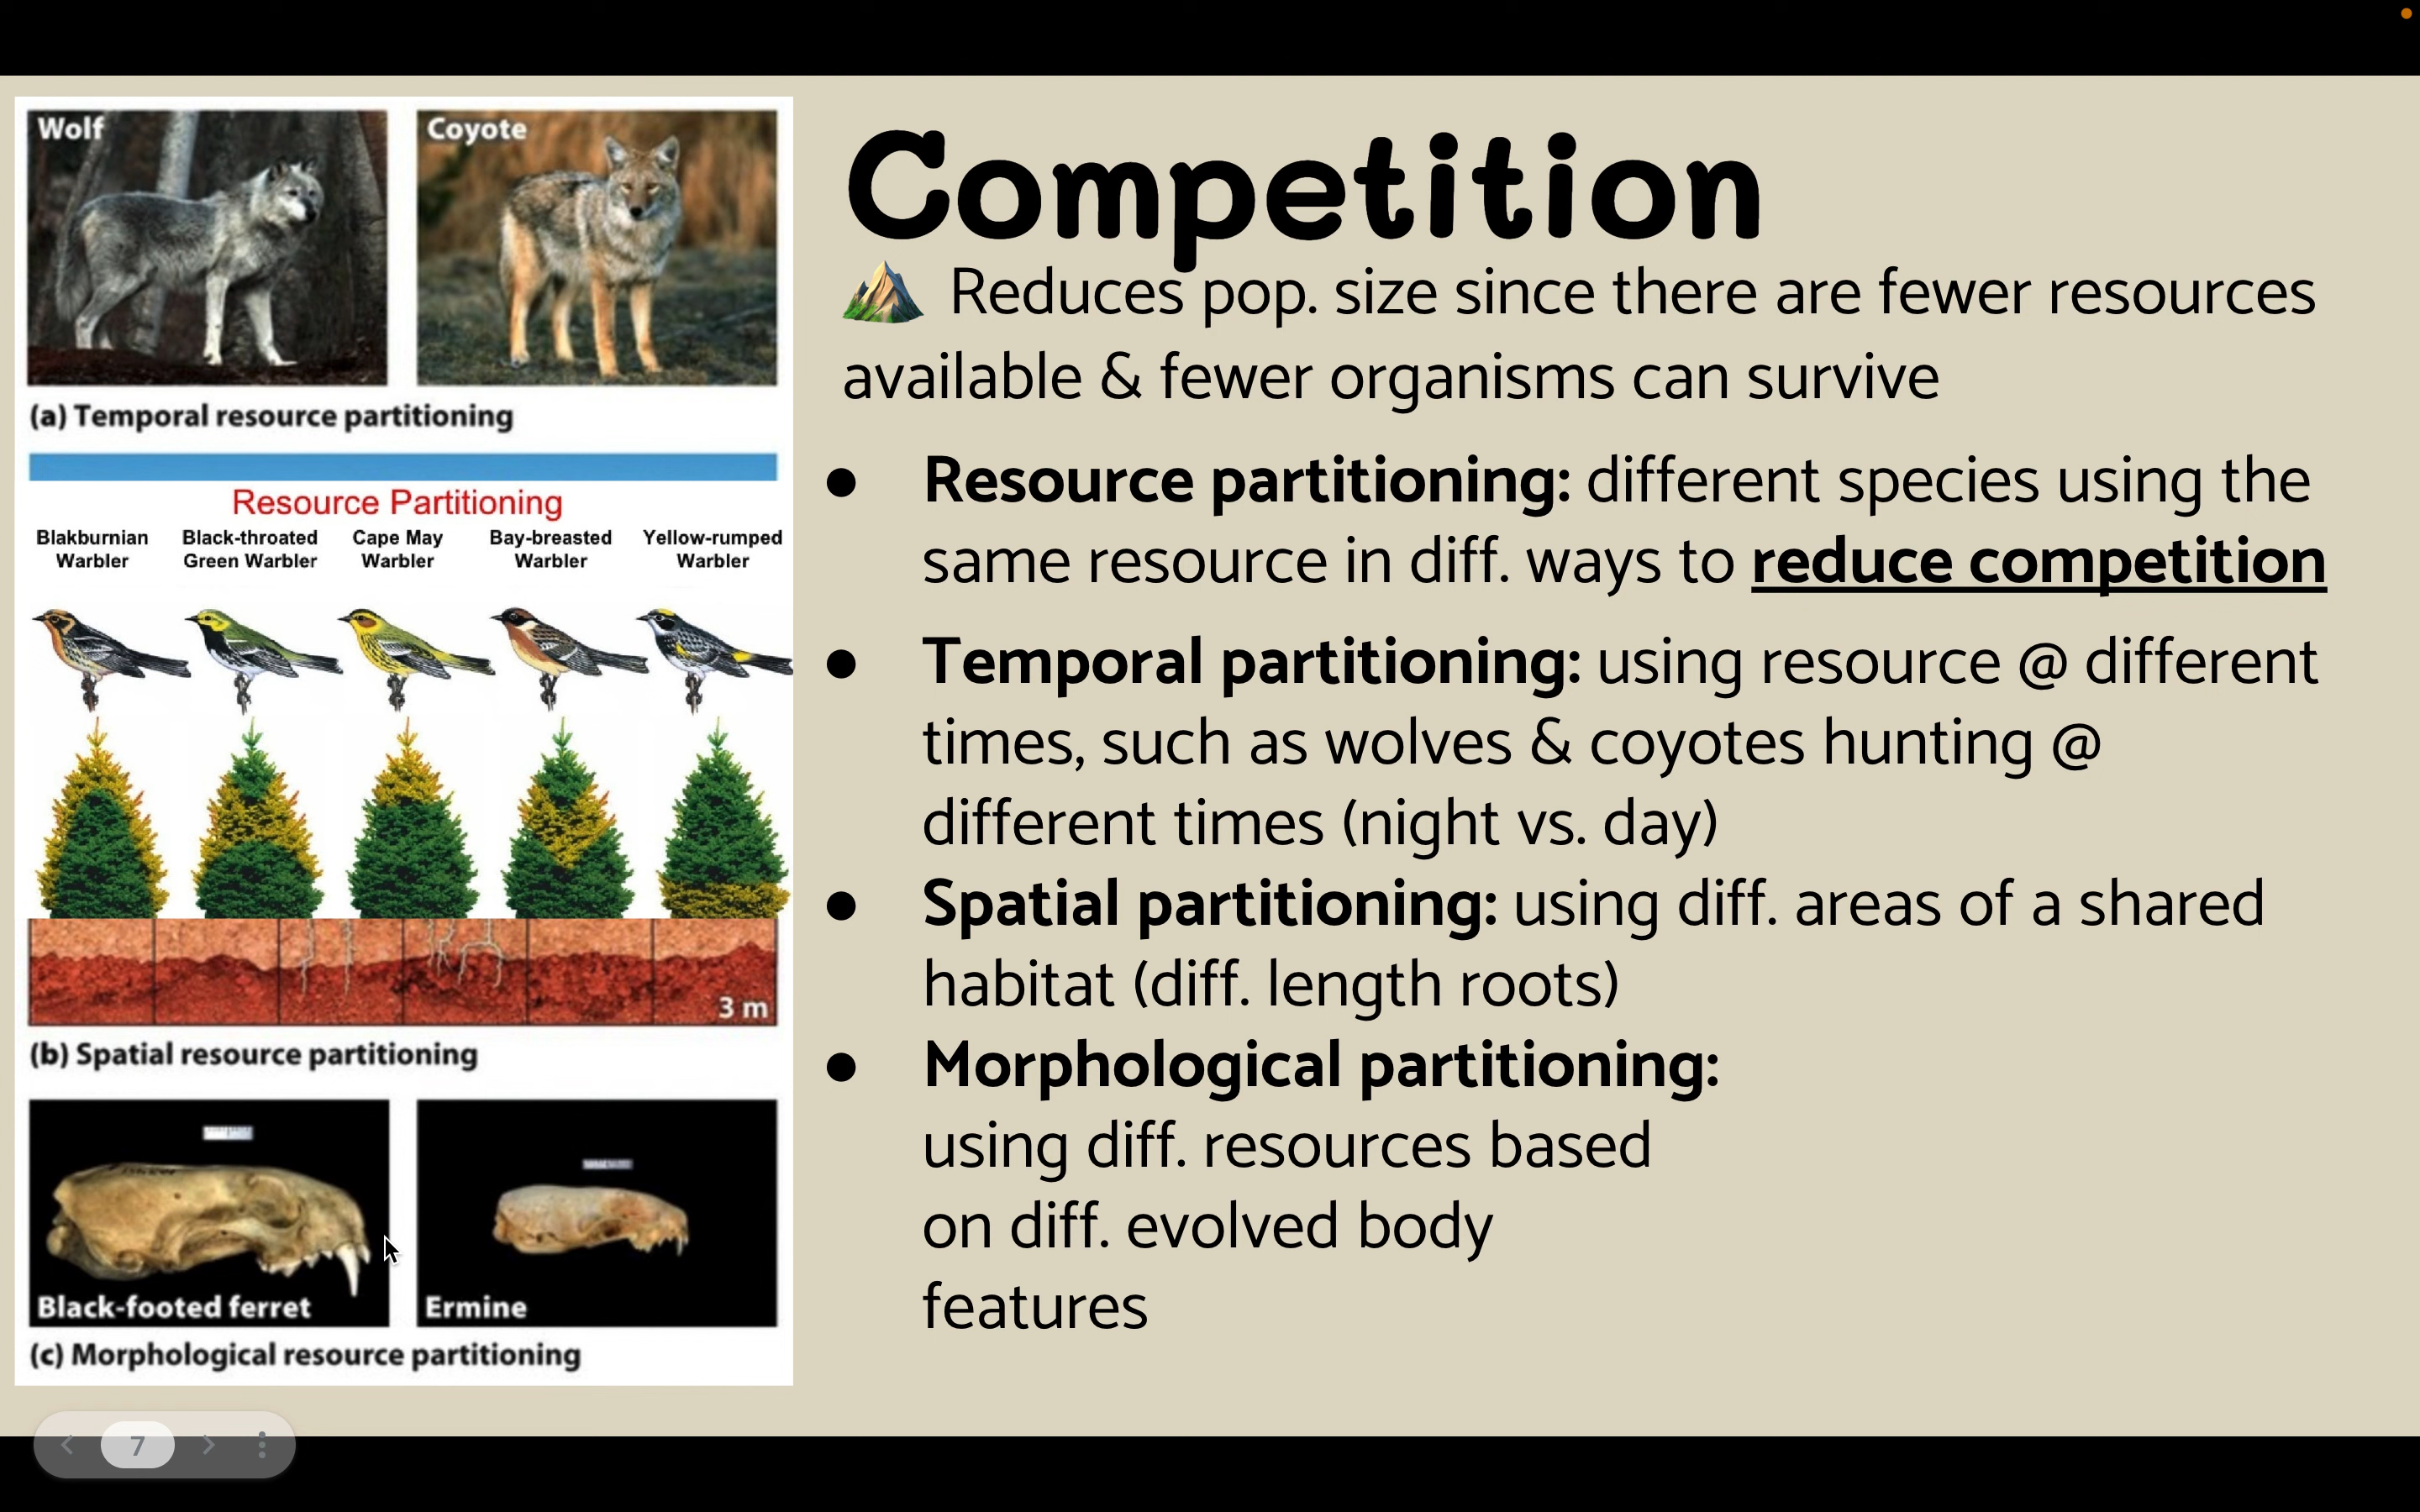 Wolf
Coyote
(a) Temporal resource partitioning
Resource Partitioning
Blakburnian Warbler
Black-throated Green Warbler
Cape May Warbler
Bay-breasted Warbler
Yellow-rumped Warbler
3 m
(b) Spatial resource partitioning
Black-footed ferret
Ermine
(c) Morphological resource partitioning
Competition
Reduces pop. size since there are fewer resources
available & fewer organisms can survive
● Resource partitioning: different species using the
same resource in diff. ways to reduce competition
● Temporal partitioning: using resource @ different
times, such as wolves & coyotes hunting @
different times (night vs. day)
● Spatial partitioning: using diff. areas of a shared
habitat (diff. length roots)
● Morphological partitioning:
using diff. resources based
on diff. evolved body
features
7